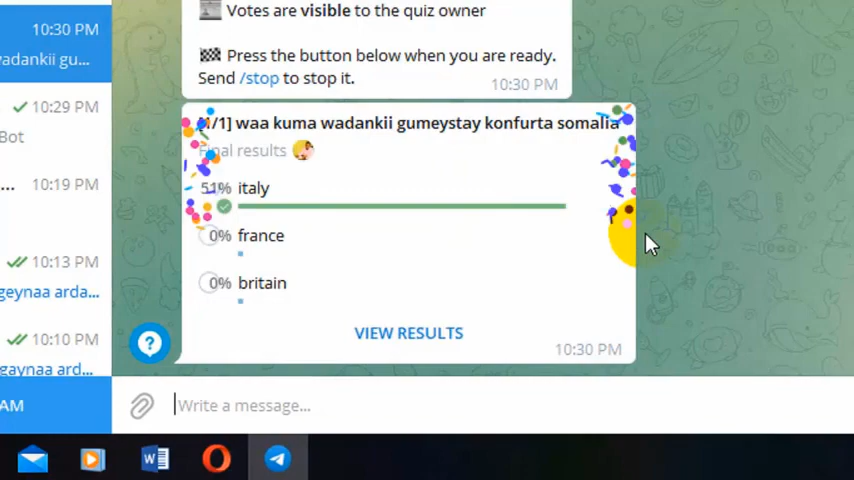 10:30 PM
vadankii gu...
10:29 PM
Bot
... 10:19 PM
10:13 PM
geynaa arda...
10:10 PM
gaynaa ard...
AM
Votes are visible to the quiz owner
Press the button below when you are ready.
Send /stop to stop it.
10:30 PM
[1/1] waa kuma wadankii gumeystay konfurta somalia
Final results
51% italy
0% france
0% britain
VIEW RESULTS
10:30 PM
?
Write a message...
W